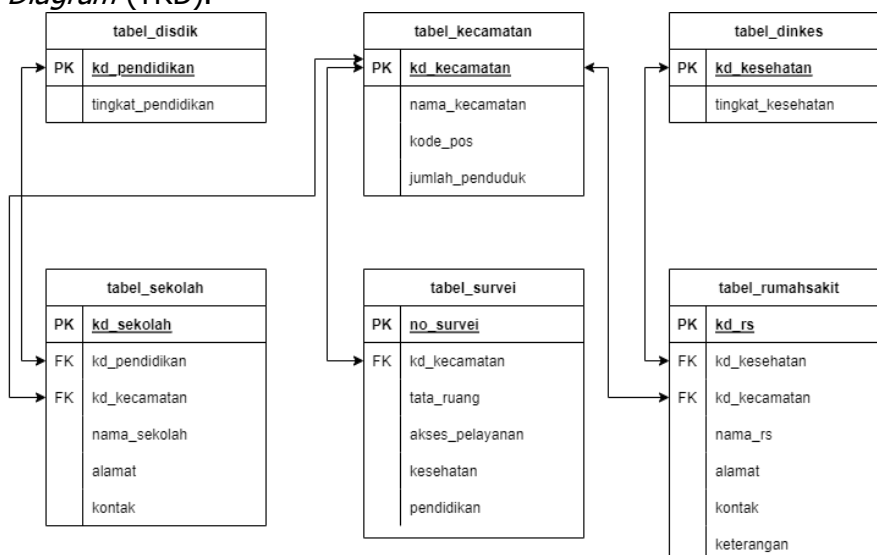 Diagram (TRD).
tabel_disdik
PK kd_pendidikan
tingkat_pendidikan
tabel_kecamatan
PK kd_kecamatan
nama_kecamatan
kode_pos
jumlah_penduduk
tabel_dinkes
PK kd_kesehatan
tingkat_kesehatan
tabel_sekolah
PK kd_sekolah
FK kd_pendidikan
FK kd_kecamatan
nama_sekolah
alamat
kontak
tabel_survei
PK no_survei
FK kd_kecamatan
tata_ruang
akses_pelayanan
kesehatan
pendidikan
tabel_rumahsakit
PK kd_rs
FK kd_kesehatan
FK kd_kecamatan
nama_rs
alamat
kontak
keterangan